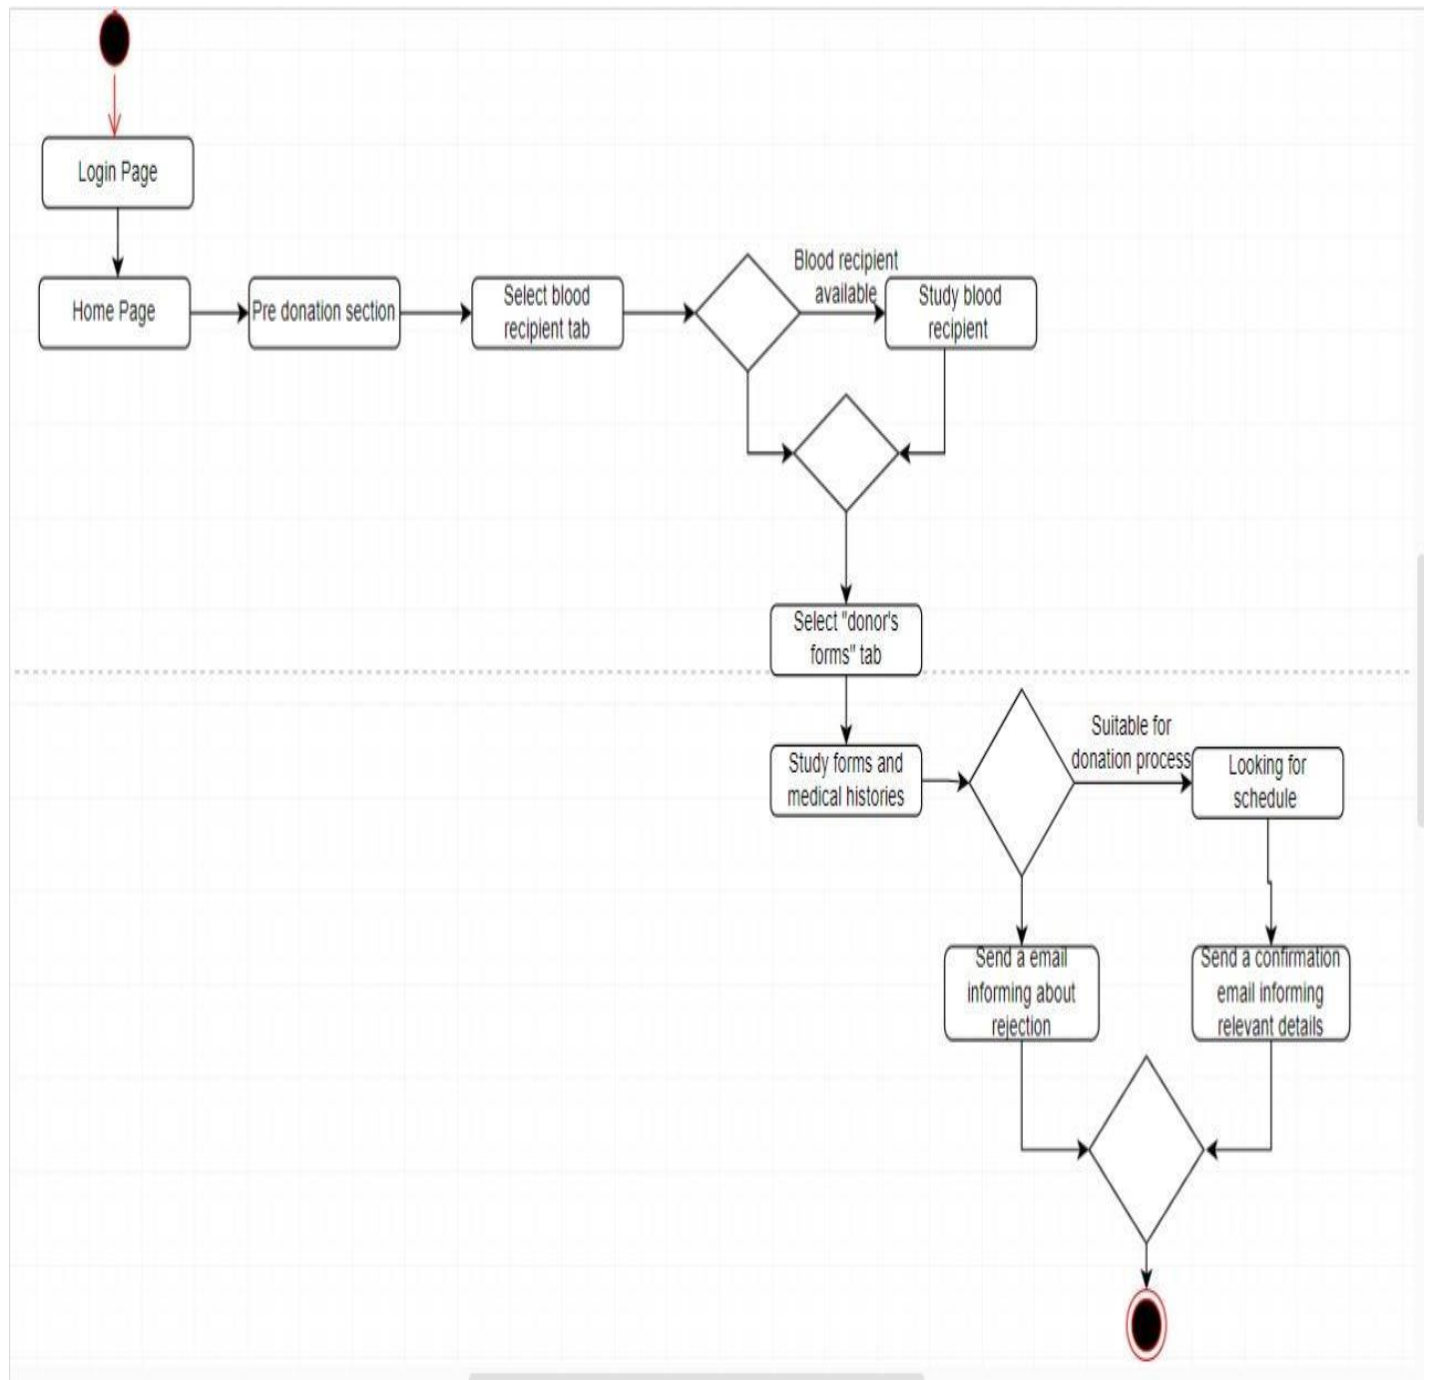 Login Page
Home Page
Pre donation section
Select blood
recipient tab
Blood recipient
available
Study blood
recipient
Select "donor's
forms" tab
Study forms and
medical histories
Suitable for
donation process
Looking for
schedule
Send a email
informing about
rejection
Send a confirmation
email informing
relevant details